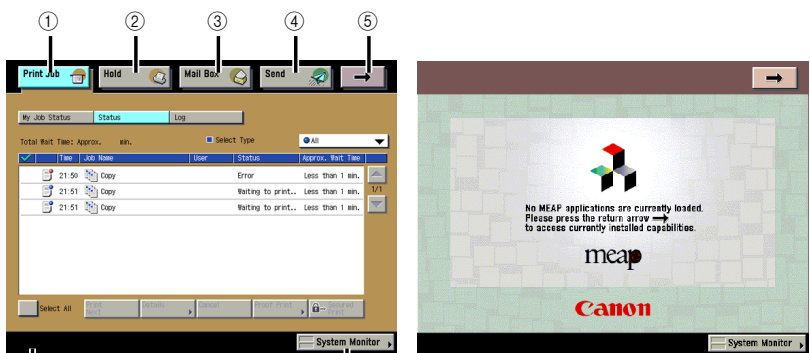 ① ② ③ ④ ⑤
Print Job Hold Mail Box Send →
My Job Status Status Log
Total Wait Time: Approx. min. Select Type All
Time Job Name User Status Approx. Wait Time
21:50 Copy Error Less than 1 min.
21:51 Copy Waiting to print.. Less than 1 min. 1/1
21:51 Copy Waiting to print.. Less than 1 min.
Select All Print Next Details Cancel Proof Print Secured Print
System Monitor
→
No MEAP applications are currently loaded.
Please press the return arrow →
to access currently installed capabilities.
meap
Canon
System Monitor